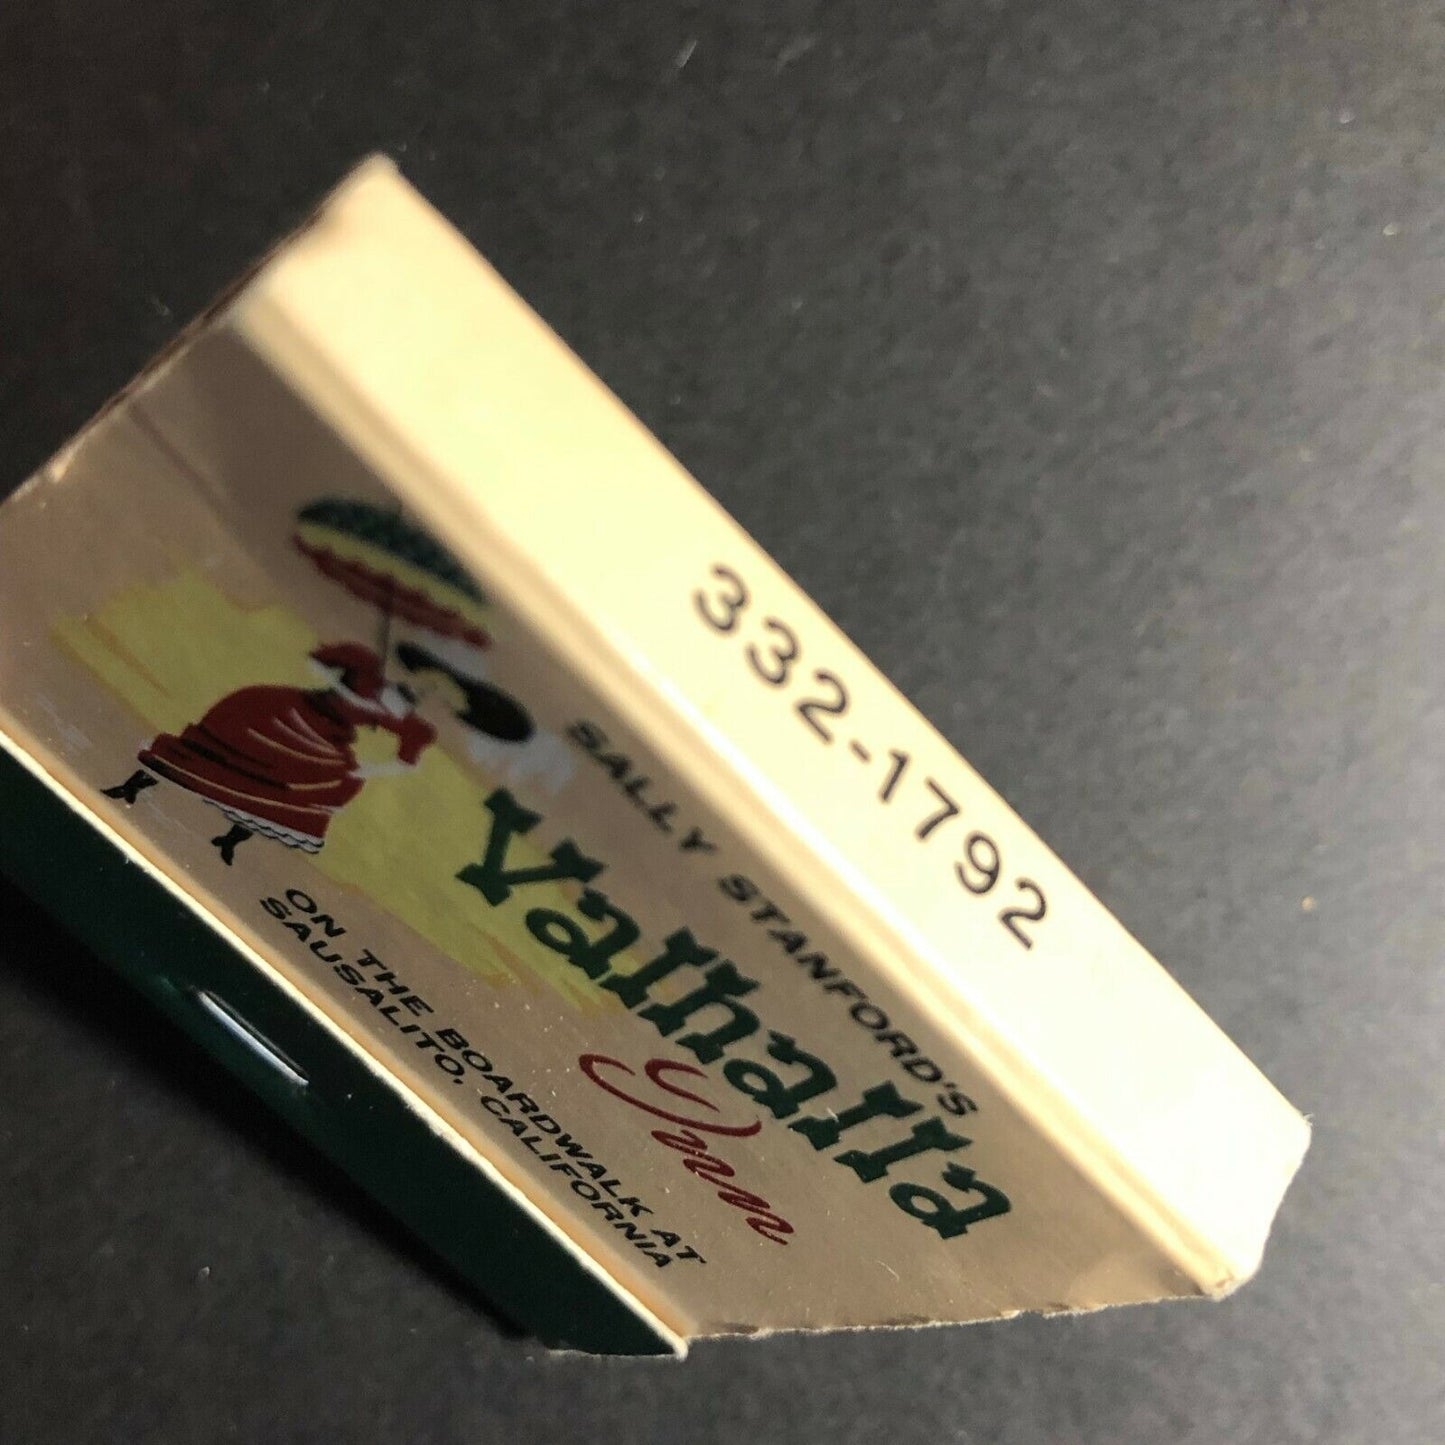 332-1792
SALLY STANFORD'S
Valhalla
Inn
ON THE BOARDWALK AT
SAUSALITO, CALIFORNIA